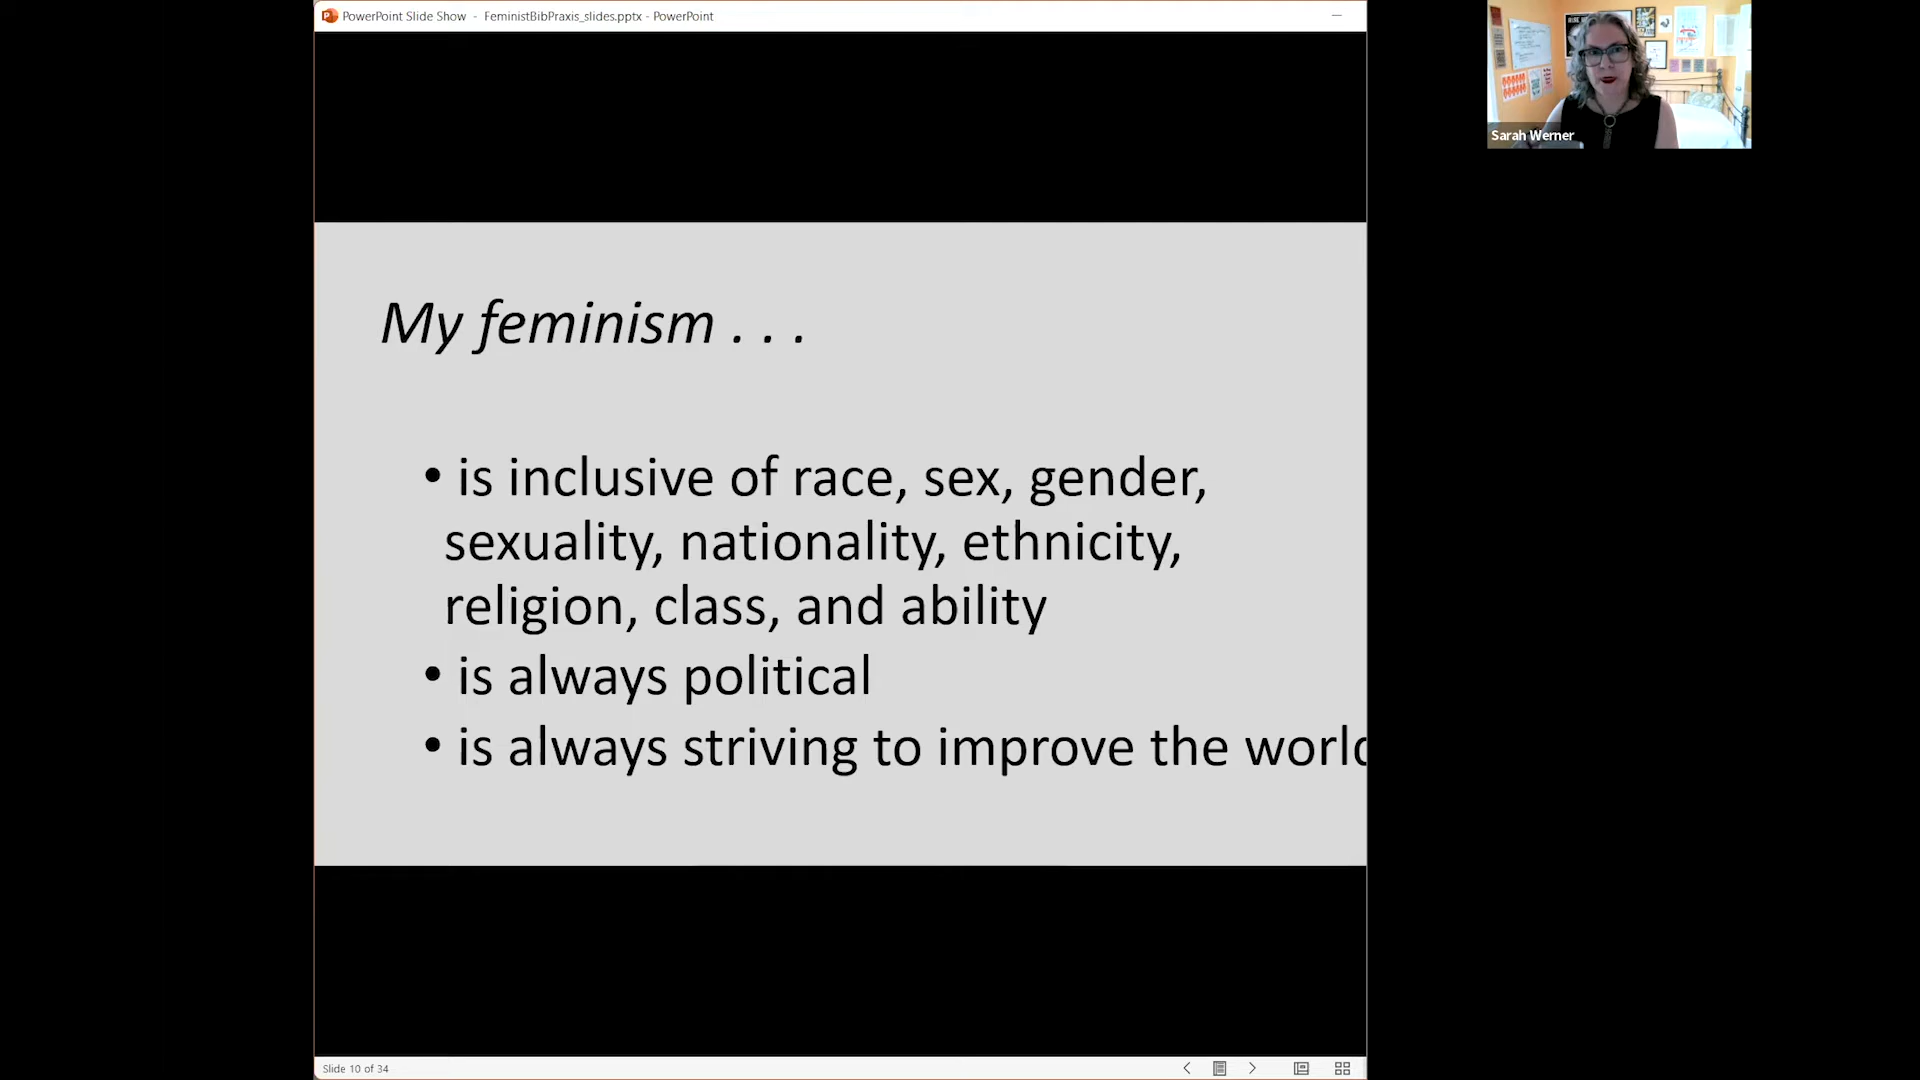 PowerPoint Slide Show - FeministBibPraxis_slides.pptx - PowerPoint
Sarah Werner
My feminism . . .
• is inclusive of race, sex, gender,
sexuality, nationality, ethnicity,
religion, class, and ability
• is always political
• is always striving to improve the world
Slide 10 of 34